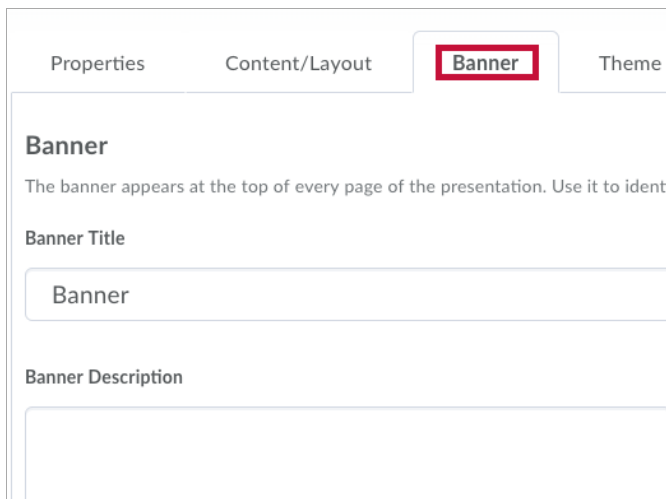 Properties Content/Layout Banner Theme
Banner
The banner appears at the top of every page of the presentation. Use it to ident
Banner Title
Banner
Banner Description